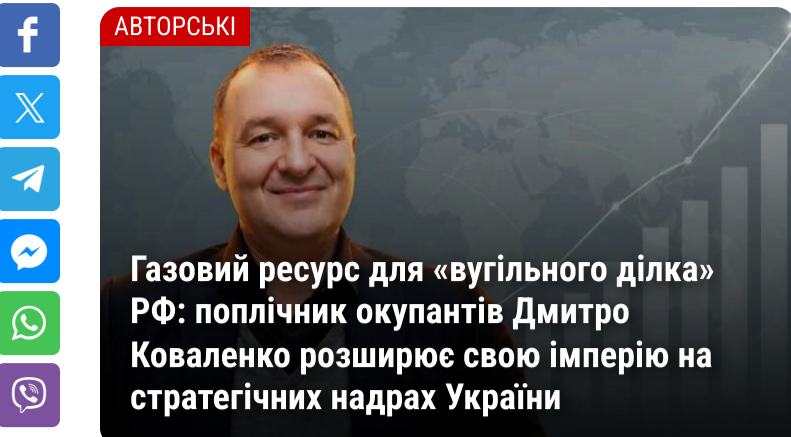 АВТОРСЬКІ
Газовий ресурс для «вугільного ділка»
РФ: поплічник окупантів Дмитро
Коваленко розширює свою імперію на
стратегічних надрах України